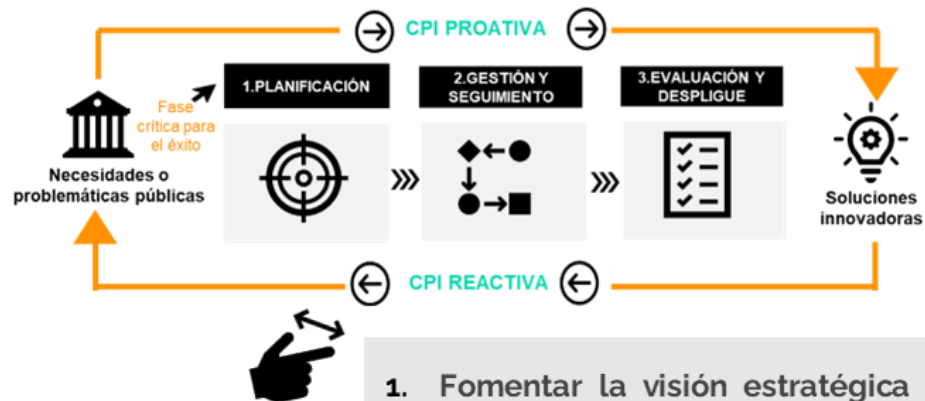 CPI PROATIVA
1.PLANIFICACIÓN
2.GESTIÓN Y
SEGUIMIENTO
3.EVALUACIÓN Y
DESPLIGUE
Fase
crítica para
el éxito
Necesidades o
problemáticas públicas
Soluciones
innovadoras
CPI REACTIVA
1. Fomentar la visión estratégica